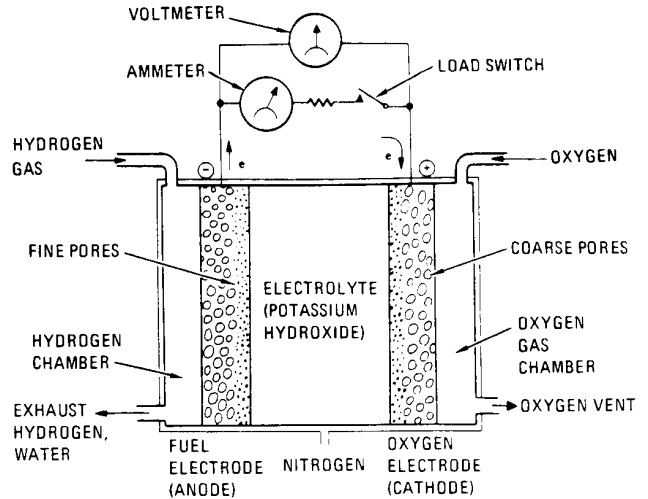 VOLTMETER
AMMETER
LOAD SWITCH
HYDROGEN
GAS
−
e
e
+
OXYGEN
FINE PORES
COARSE PORES
ELECTROLYTE
(POTASSIUM
HYDROXIDE)
HYDROGEN
CHAMBER
OXYGEN
GAS
CHAMBER
EXHAUST
HYDROGEN,
WATER
OXYGEN VENT
FUEL
ELECTRODE
(ANODE)
NITROGEN
OXYGEN
ELECTRODE
(CATHODE)